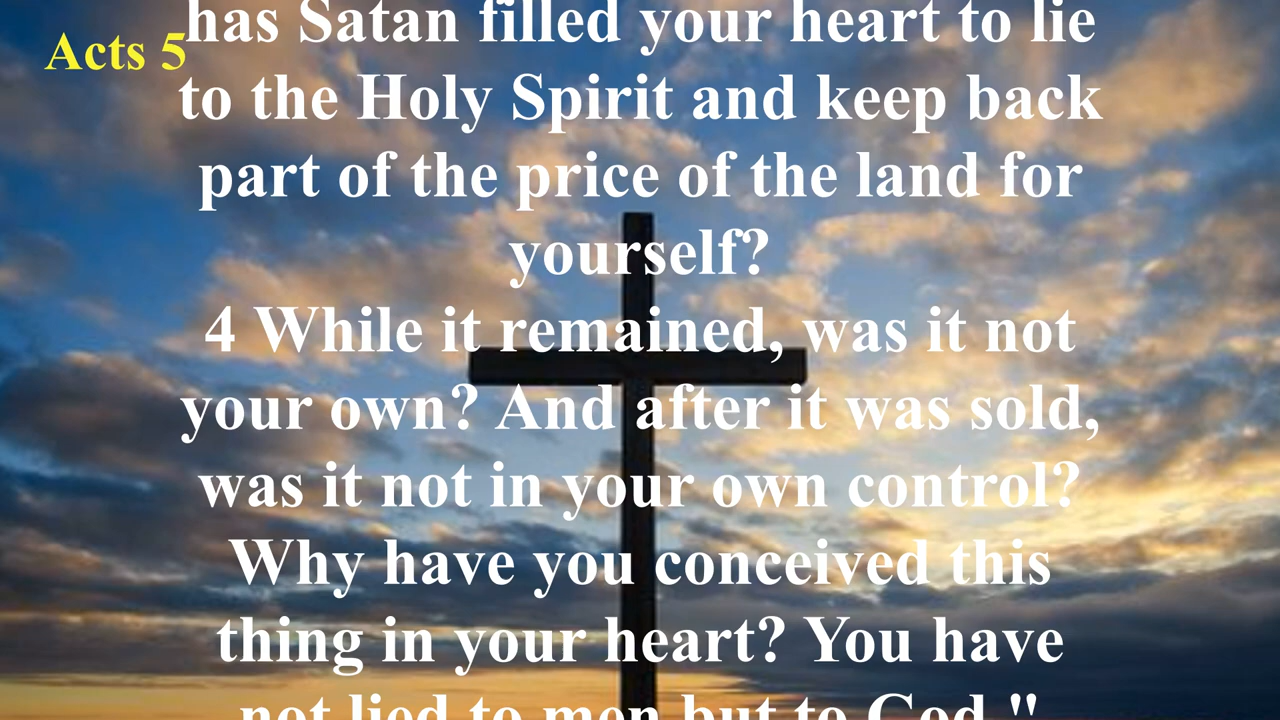 Acts 5
has Satan filled your heart to lie
to the Holy Spirit and keep back
part of the price of the land for
yourself?
4 While it remained, was it not
your own? And after it was sold,
was it not in your own control?
Why have you conceived this
thing in your heart? You have
not lied to men but to God."